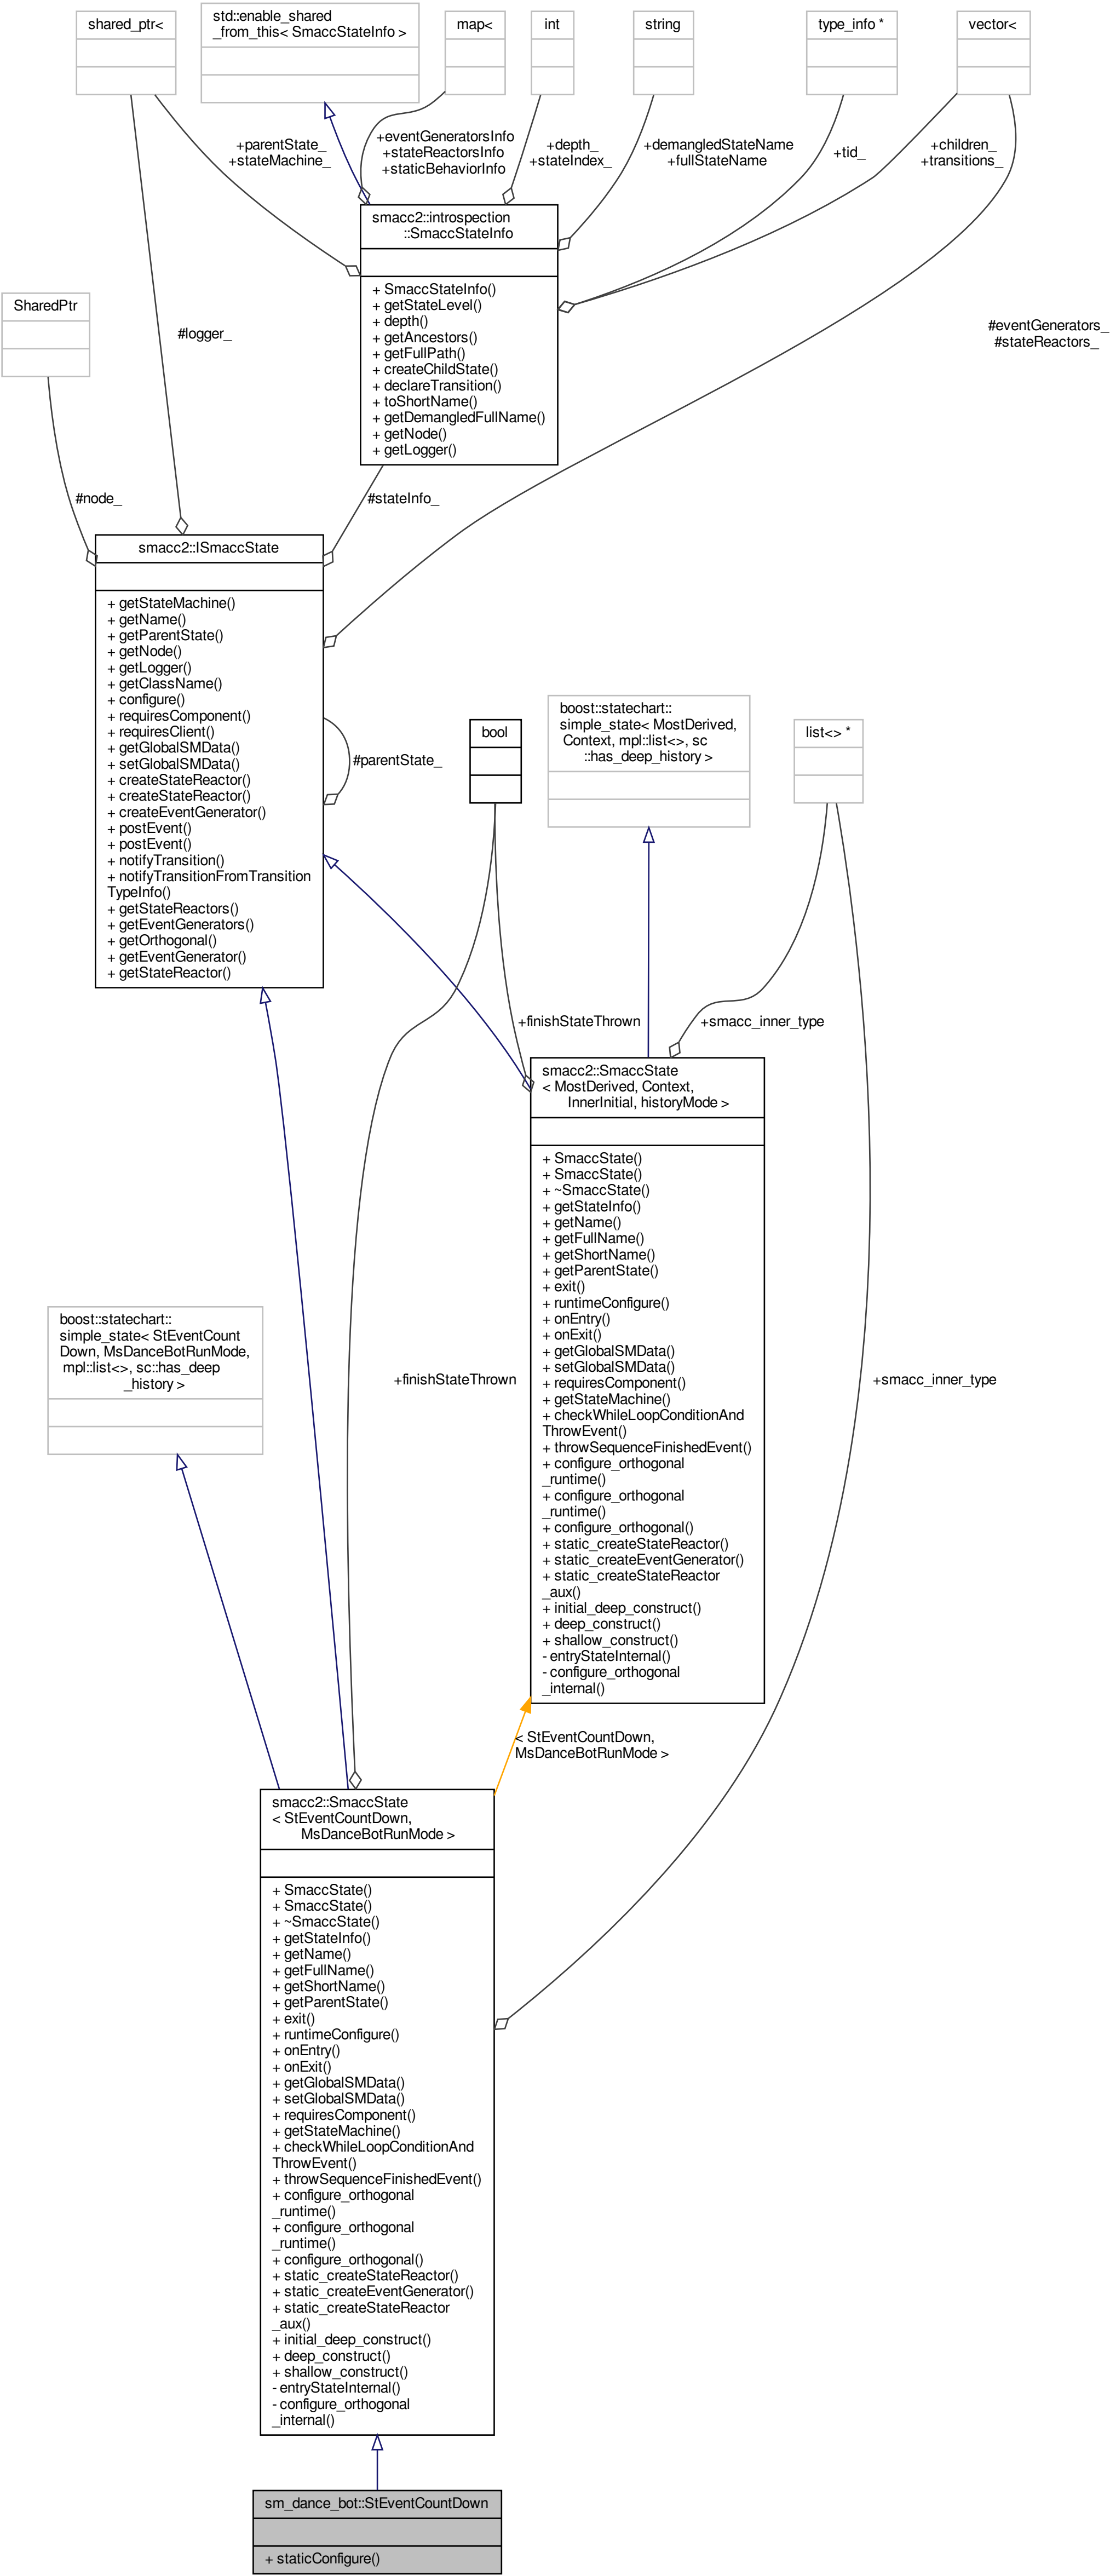 shared_ptr<
std::enable_shared
_from_this< SmaccStateInfo >
map<
int
string
type_info *
vector<
+parentState_
+stateMachine_
+eventGeneratorsInfo
+stateReactorsInfo
+staticBehaviorInfo
+depth_
+stateIndex_
+demangledStateName
+fullStateName
+tid_
+children_
+transitions_
smacc2::introspection
::SmaccStateInfo
+ SmaccStateInfo()
+ getStateLevel()
+ depth()
+ getAncestors()
+ getFullPath()
+ createChildState()
+ declareTransition()
+ toShortName()
+ getDemangledFullName()
+ getNode()
+ getLogger()
SharedPtr
#logger_
#eventGenerators_
#stateReactors_
#node_
#stateInfo_
smacc2::ISmaccState
+ getStateMachine()
+ getName()
+ getParentState()
+ getNode()
+ getLogger()
+ getClassName()
+ configure()
+ requiresComponent()
+ requiresClient()
+ getGlobalSMData()
+ setGlobalSMData()
+ createStateReactor()
+ createStateReactor()
+ createEventGenerator()
+ postEvent()
+ postEvent()
+ notifyTransition()
+ notifyTransitionFromTransition
TypeInfo()
+ getStateReactors()
+ getEventGenerators()
+ getOrthogonal()
+ getEventGenerator()
+ getStateReactor()
#parentState_
bool
boost::statechart::
simple_state< MostDerived,
Context, mpl::list<>, sc
::has_deep_history >
list<> *
+finishStateThrown
+smacc_inner_type
smacc2::SmaccState
< MostDerived, Context,
InnerInitial, historyMode >
+ SmaccState()
+ SmaccState()
+ ~SmaccState()
+ getStateInfo()
+ getName()
+ getFullName()
+ getShortName()
+ getParentState()
+ exit()
+ runtimeConfigure()
+ onEntry()
+ onExit()
+ getGlobalSMData()
+ setGlobalSMData()
+ requiresComponent()
+ getStateMachine()
+ checkWhileLoopConditionAnd
ThrowEvent()
+ throwSequenceFinishedEvent()
+ configure_orthogonal
_runtime()
+ configure_orthogonal
_runtime()
+ configure_orthogonal()
+ static_createStateReactor()
+ static_createEventGenerator()
+ static_createStateReactor
_aux()
+ initial_deep_construct()
+ deep_construct()
+ shallow_construct()
- entryStateInternal()
- configure_orthogonal
_internal()
boost::statechart::
simple_state< StEventCount
Down, MsDanceBotRunMode,
mpl::list<>, sc::has_deep
_history >
+finishStateThrown
+smacc_inner_type
< StEventCountDown,
MsDanceBotRunMode >
smacc2::SmaccState
< StEventCountDown,
MsDanceBotRunMode >
+ SmaccState()
+ SmaccState()
+ ~SmaccState()
+ getStateInfo()
+ getName()
+ getFullName()
+ getShortName()
+ getParentState()
+ exit()
+ runtimeConfigure()
+ onEntry()
+ onExit()
+ getGlobalSMData()
+ setGlobalSMData()
+ requiresComponent()
+ getStateMachine()
+ checkWhileLoopConditionAnd
ThrowEvent()
+ throwSequenceFinishedEvent()
+ configure_orthogonal
_runtime()
+ configure_orthogonal
_runtime()
+ configure_orthogonal()
+ static_createStateReactor()
+ static_createEventGenerator()
+ static_createStateReactor
_aux()
+ initial_deep_construct()
+ deep_construct()
+ shallow_construct()
- entryStateInternal()
- configure_orthogonal
_internal()
sm_dance_bot::StEventCountDown
+ staticConfigure()